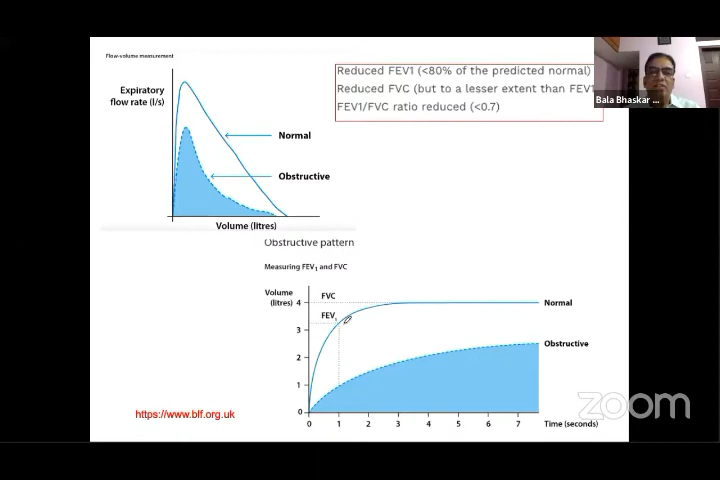 Flow-volume measurement
Expiratory
flow rate (l/s)
Normal
Obstructive
Volume (litres)
Reduced FEV1 (<80% of the predicted normal)
Reduced FVC (but to a lesser extent than FEV1
FEV1/FVC ratio reduced (<0.7)
Bala Bhaskar ...
Obstructive pattern
Measuring FEV1 and FVC
Volume
(litres)
4
3
2
1
0
FVC
FEV1
Normal
Obstructive
0 1 2 3 4 5 6 7
Time (seconds)
https://www.blf.org.uk
zoom